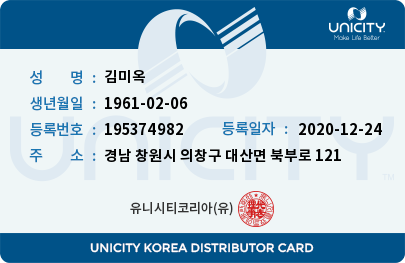 UNICITY
Make Life Better
성 명 : 김미옥
생년월일 : 1961-02-06
등록번호 : 195374982 등록일자 : 2020-12-24
주 소 : 경남 창원시 의창구 대산면 북부로 121
UNICITY
TM
유니시티코리아(유)
UNICITY KOREA DISTRIBUTOR CARD